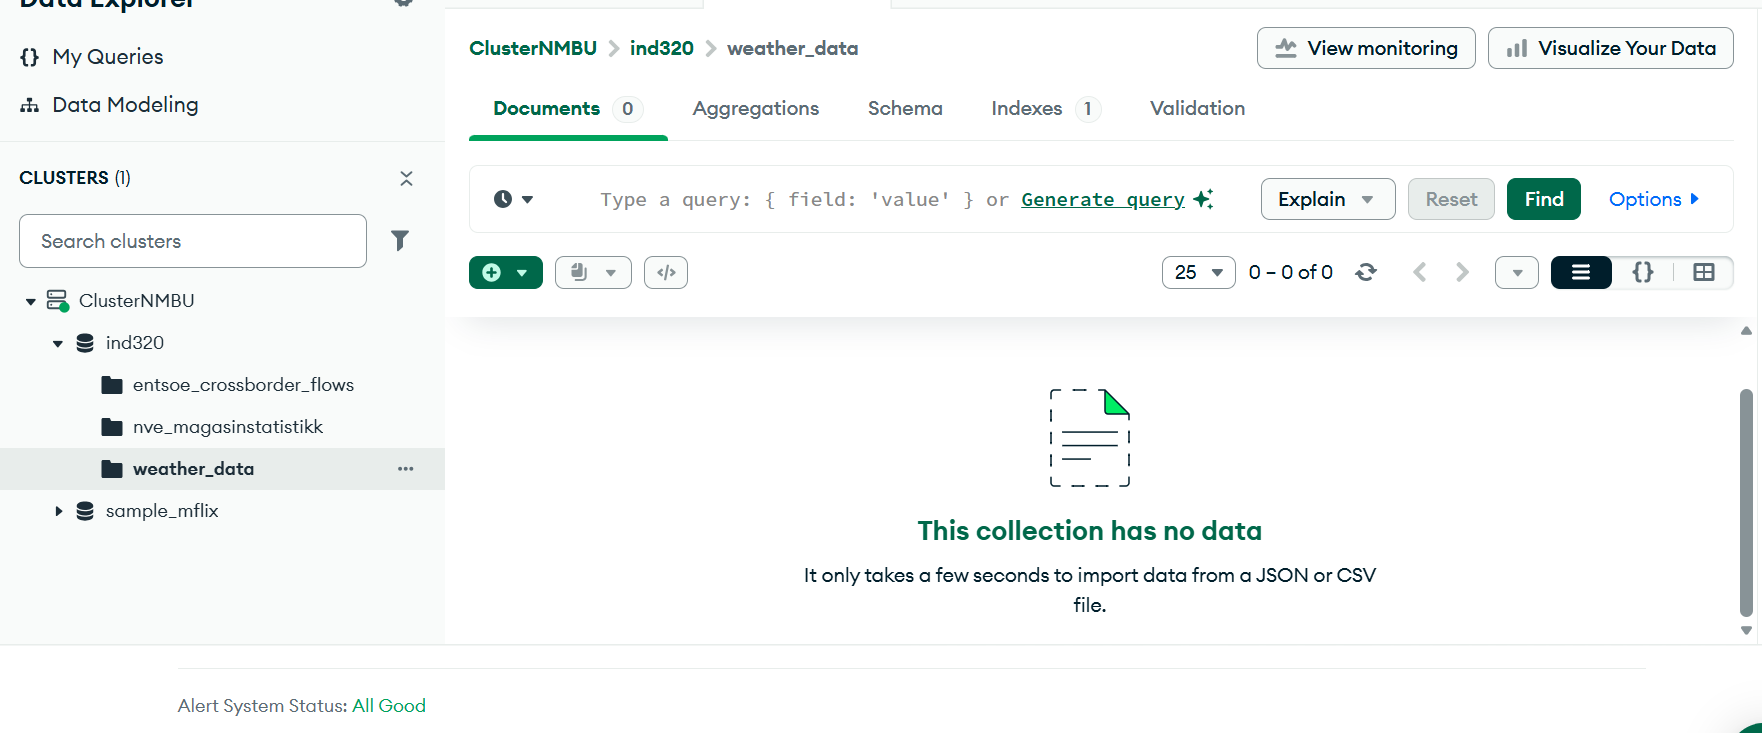 Data Explorer
My Queries
Data Modeling
CLUSTERS (1)
Search clusters
ClusterNMBU
ind320
entsoe_crossborder_flows
nve_magasinstatistikk
weather_data
sample_mflix
ClusterNMBU > ind320 > weather_data
View monitoring
Visualize Your Data
Documents 0 Aggregations Schema Indexes 1 Validation
Type a query: { field: 'value' } or Generate query
Explain
Reset
Find
Options
25
0 – 0 of 0
This collection has no data
It only takes a few seconds to import data from a JSON or CSV
file.
Alert System Status: All Good